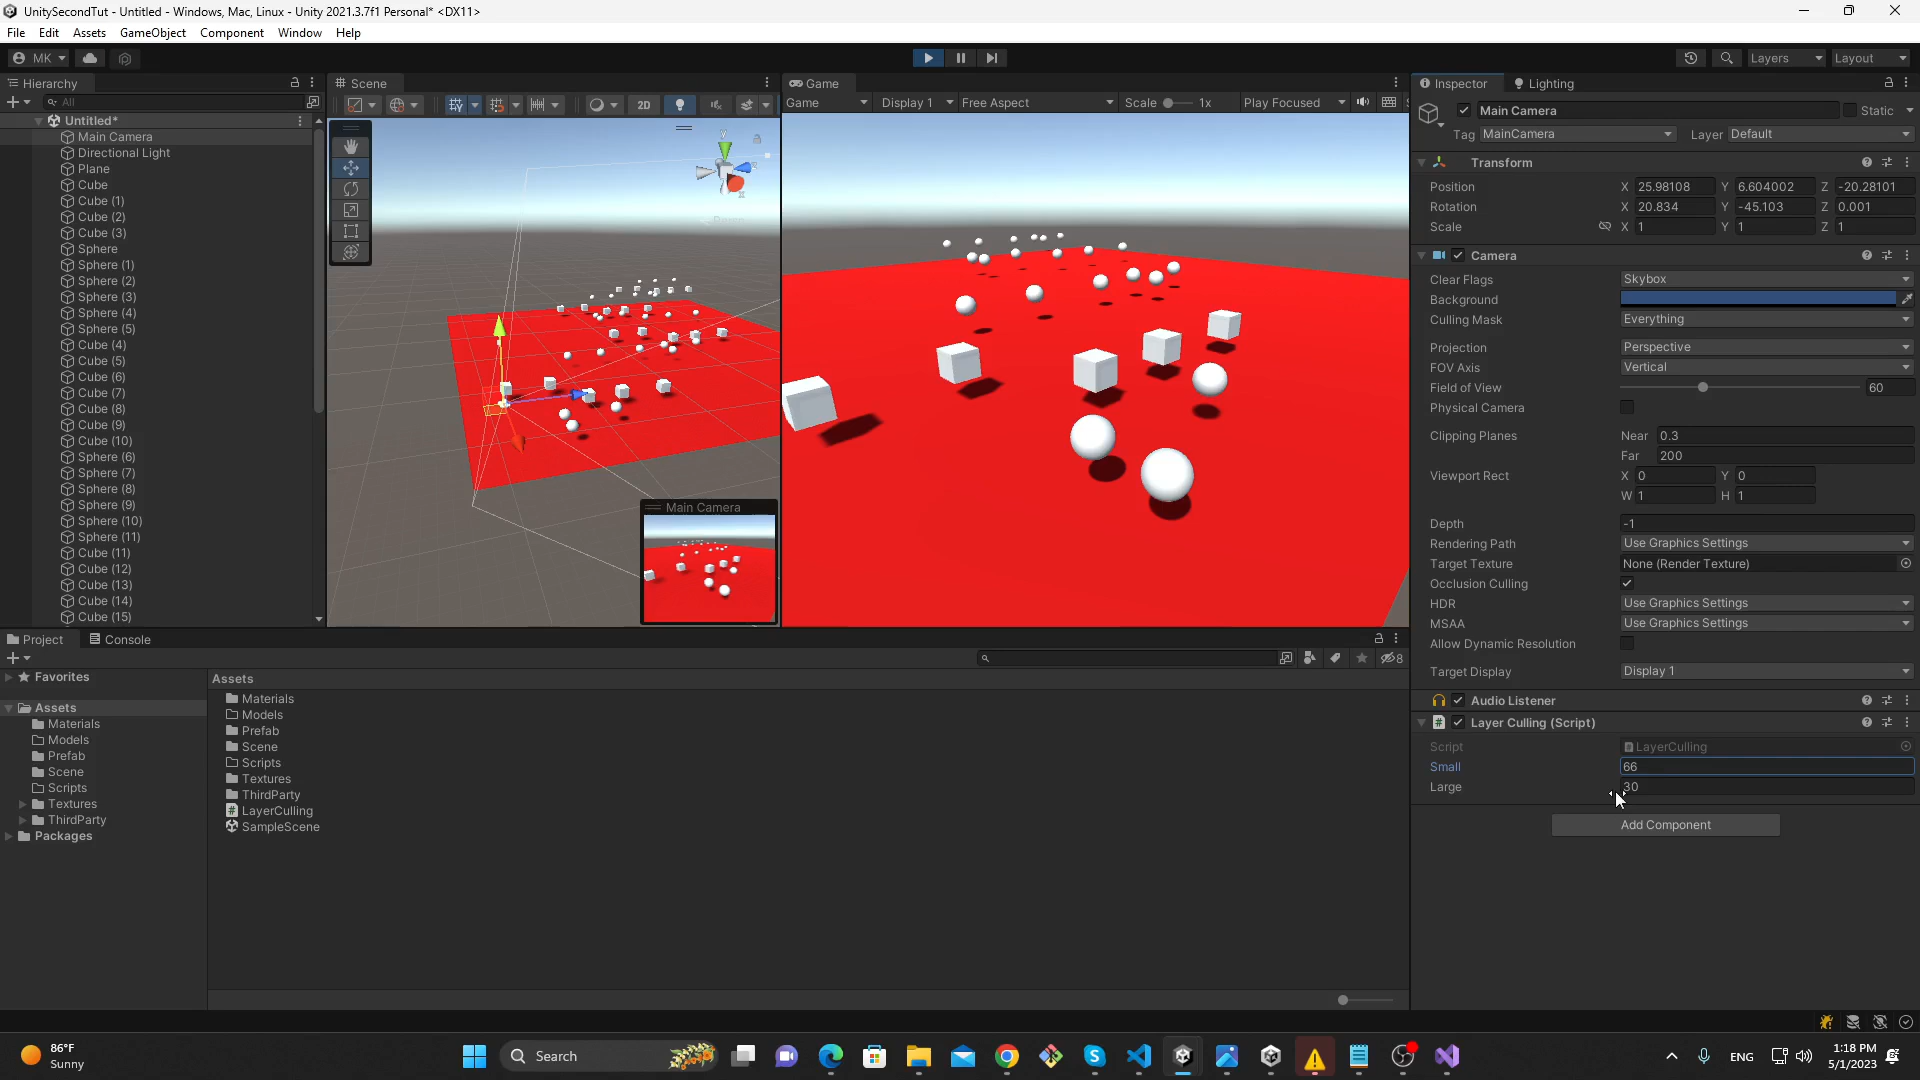 UnitySecondTut - Untitled - Windows, Mac, Linux - Unity 2021.3.7f1 Personal* <DX11>
File Edit Assets GameObject Component Window Help
MK
Layers Layout
Hierarchy
All
Untitled*
Main Camera
Directional Light
Plane
Cube
Cube (1)
Cube (2)
Cube (3)
Sphere
Sphere (1)
Sphere (2)
Sphere (3)
Sphere (4)
Sphere (5)
Cube (4)
Cube (5)
Cube (6)
Cube (7)
Cube (8)
Cube (9)
Cube (10)
Sphere (6)
Sphere (7)
Sphere (8)
Sphere (9)
Sphere (10)
Sphere (11)
Cube (11)
Cube (12)
Cube (13)
Cube (14)
Cube (15)
Scene
2D
y
x
Main Camera
Game
Game Display 1 Free Aspect Scale 1x Play Focused
Inspector Lighting
Main Camera Static
Tag MainCamera Layer Default
Transform
Position X 25.98108 Y 6.604002 Z -20.28101
Rotation X 20.834 Y -45.103 Z 0.001
Scale X 1 Y 1 Z 1
Camera
Clear Flags Skybox
Background
Culling Mask Everything
Projection Perspective
FOV Axis Vertical
Field of View 60
Physical Camera
Clipping Planes Near 0.3
Far 200
Viewport Rect X 0 Y 0
W 1 H 1
Depth -1
Rendering Path Use Graphics Settings
Target Texture None (Render Texture)
Occlusion Culling
HDR Use Graphics Settings
MSAA Use Graphics Settings
Allow Dynamic Resolution
Target Display Display 1
Audio Listener
# Layer Culling (Script)
Script LayerCulling
Small 66
Large 30
Add Component
Project Console
8
Favorites
Assets
Materials
Models
Prefab
Scene
Scripts
Textures
ThirdParty
Packages
Assets
Materials
Models
Prefab
Scene
Scripts
Textures
ThirdParty
LayerCulling
SampleScene
86°F
Sunny
Search
ENG
1:18 PM
5/1/2023